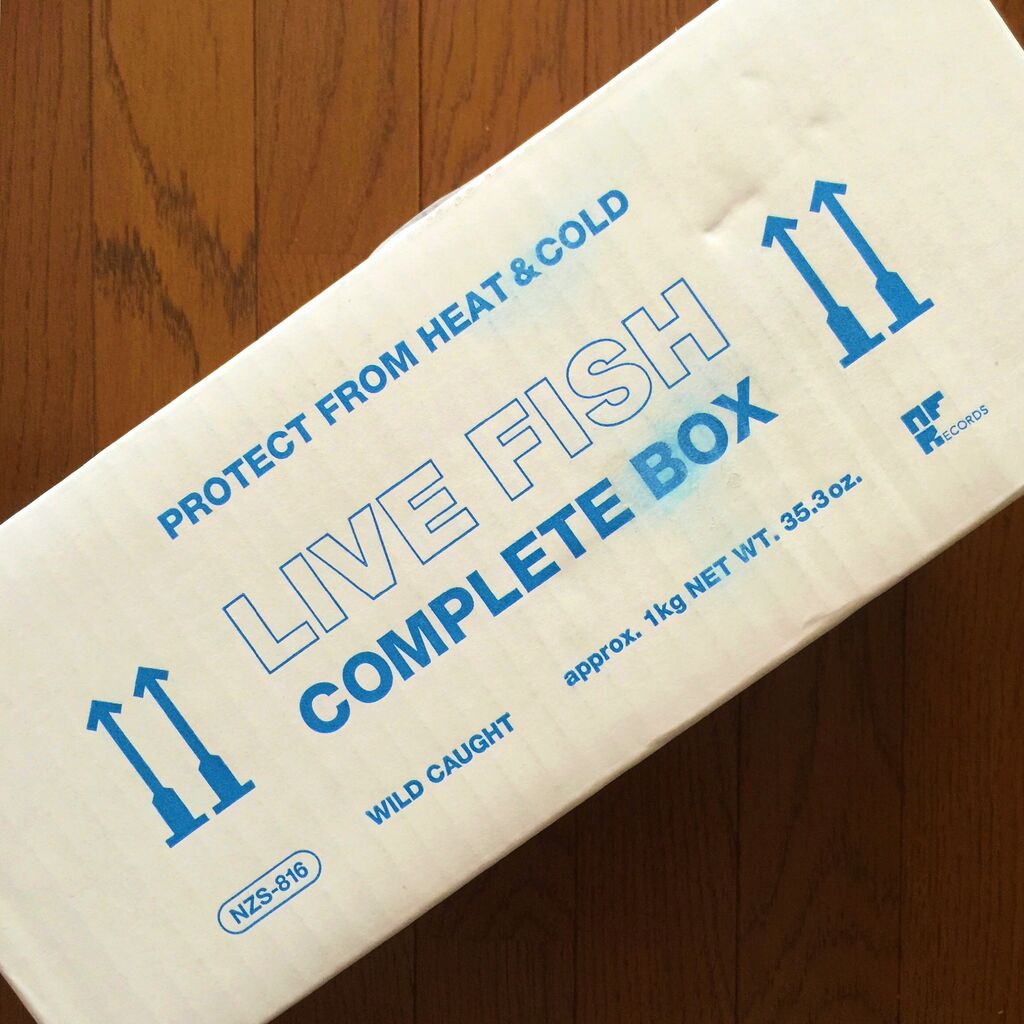 PROTECT FROM HEAT & COLD
LIVE FISH
COMPLETE BOX
WILD CAUGHT approx. 1kg NET WT. 35.3oz.
NZS-816
NF
RECORDS